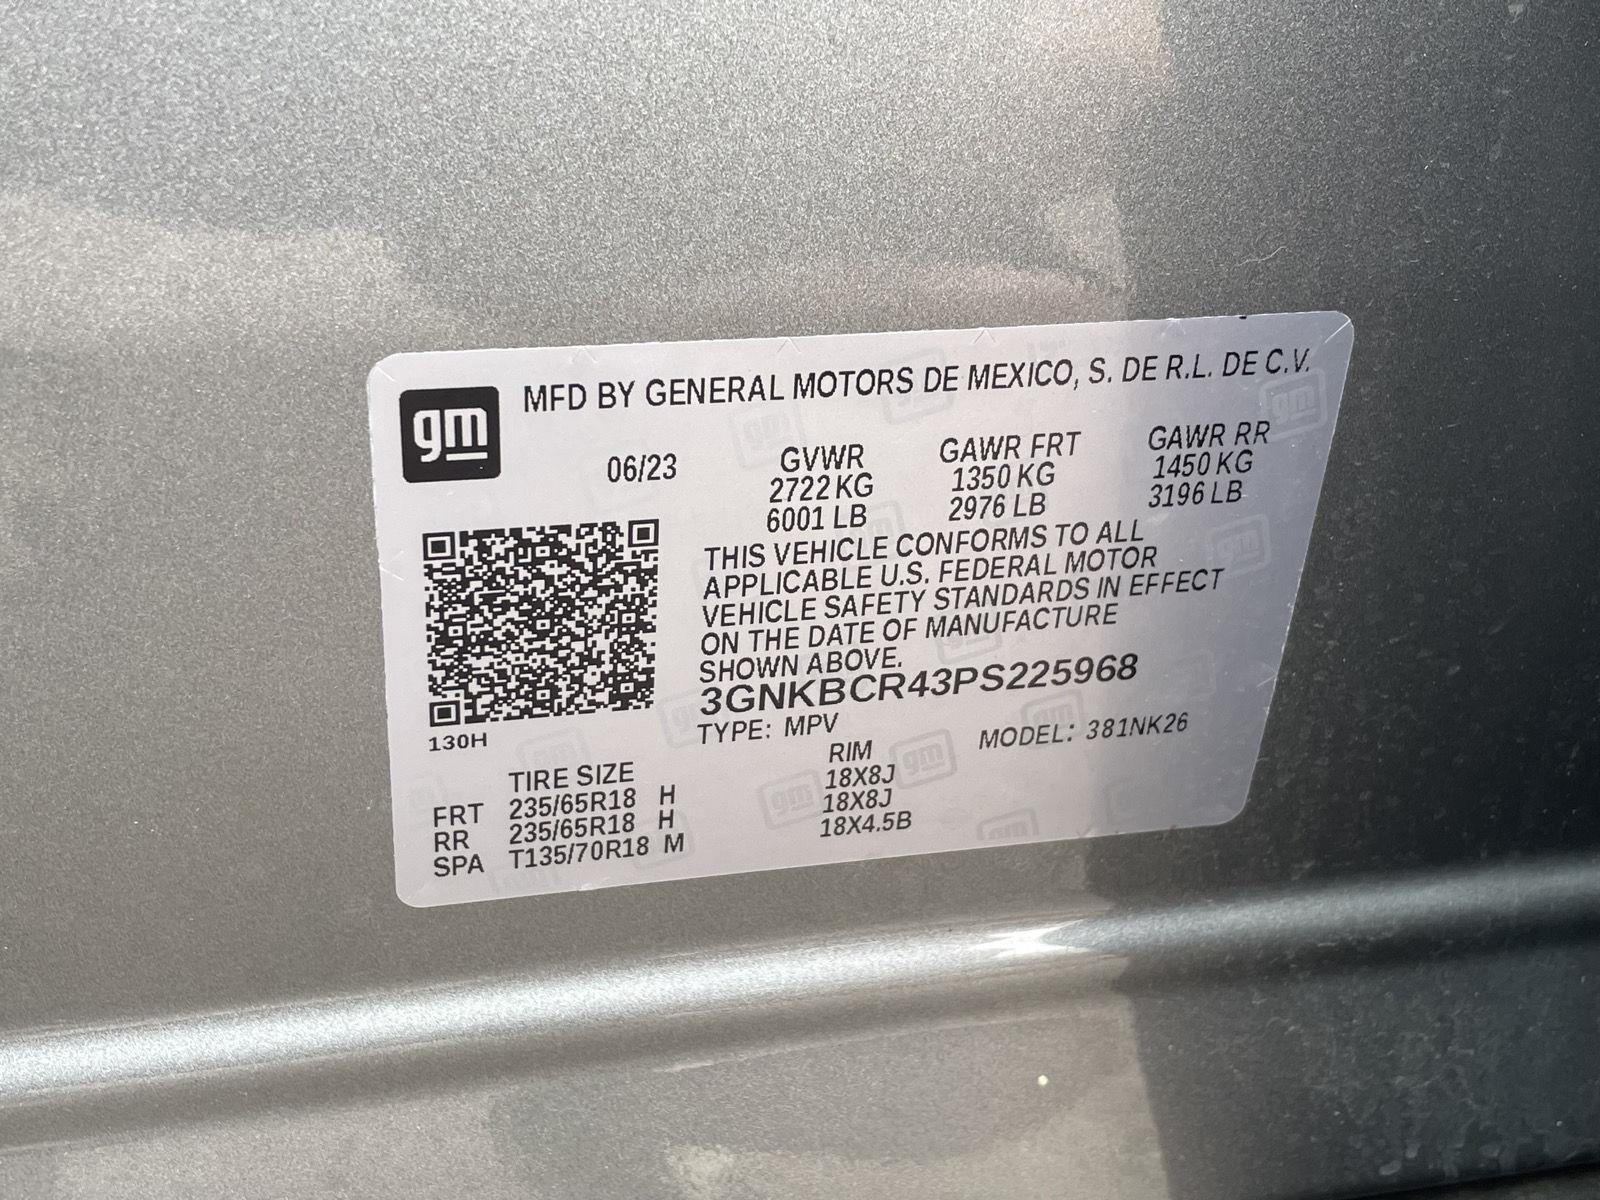 gm
MFD BY GENERAL MOTORS DE MEXICO, S. DE R.L. DE C.V.
06/23 GVWR GAWR FRT GAWR RR
2722 KG 1350 KG 1450 KG
6001 LB 2976 LB 3196 LB
THIS VEHICLE CONFORMS TO ALL
APPLICABLE U.S. FEDERAL MOTOR
VEHICLE SAFETY STANDARDS IN EFFECT
ON THE DATE OF MANUFACTURE
SHOWN ABOVE.
3GNKBCR43PS225968
130H
TYPE: MPV MODEL: 381NK26
TIRE SIZE RIM
FRT 235/65R18 H 18X8J
RR 235/65R18 H 18X8J
SPA T135/70R18 M 18X4.5B